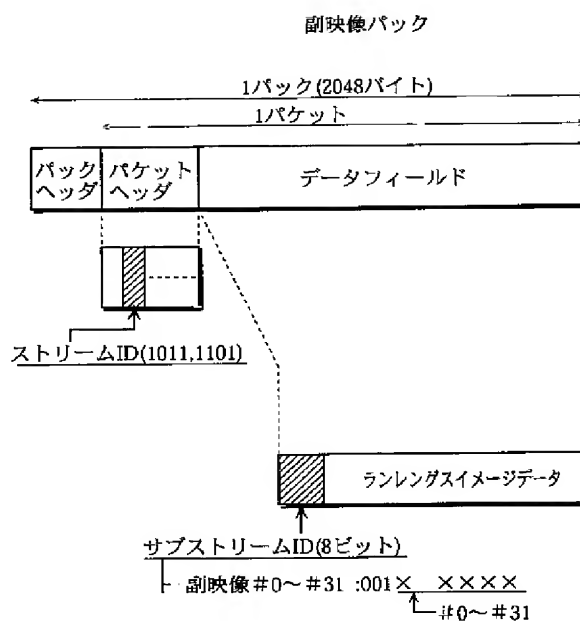 副映像パック
1パック(2048バイト)
1パケット
パック
ヘッダ
パケット
ヘッダ
データフィールド
ストリームID(1011,1101)
ランレングスイメージデータ
サブストリームID(8ビット)
副映像#0～#31 :001× ××××
#0～#31